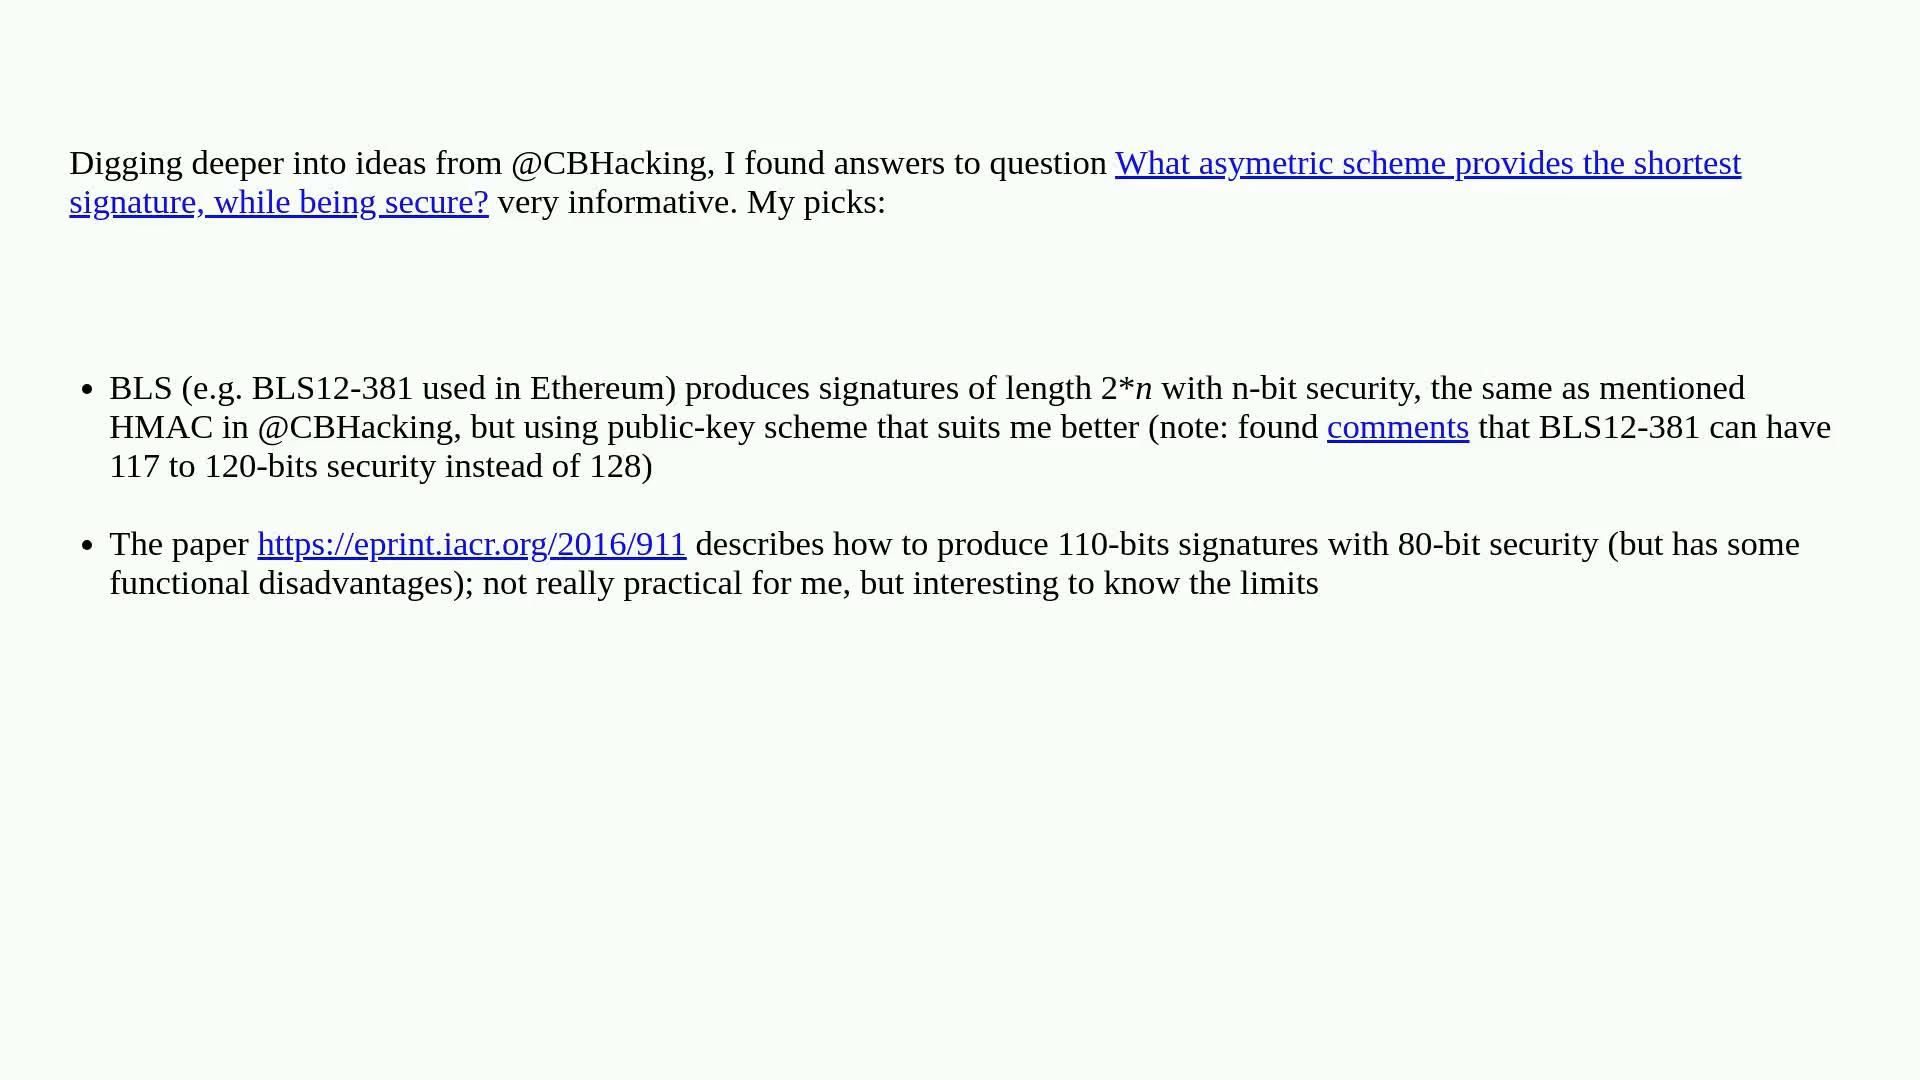 Digging deeper into ideas from @CBHacking, I found answers to question What asymetric scheme provides the shortest
signature, while being secure? very informative. My picks:
• BLS (e.g. BLS12-381 used in Ethereum) produces signatures of length 2*n with n-bit security, the same as mentioned
HMAC in @CBHacking, but using public-key scheme that suits me better (note: found comments that BLS12-381 can have
117 to 120-bits security instead of 128)
• The paper https://eprint.iacr.org/2016/911 describes how to produce 110-bits signatures with 80-bit security (but has some
functional disadvantages); not really practical for me, but interesting to know the limits